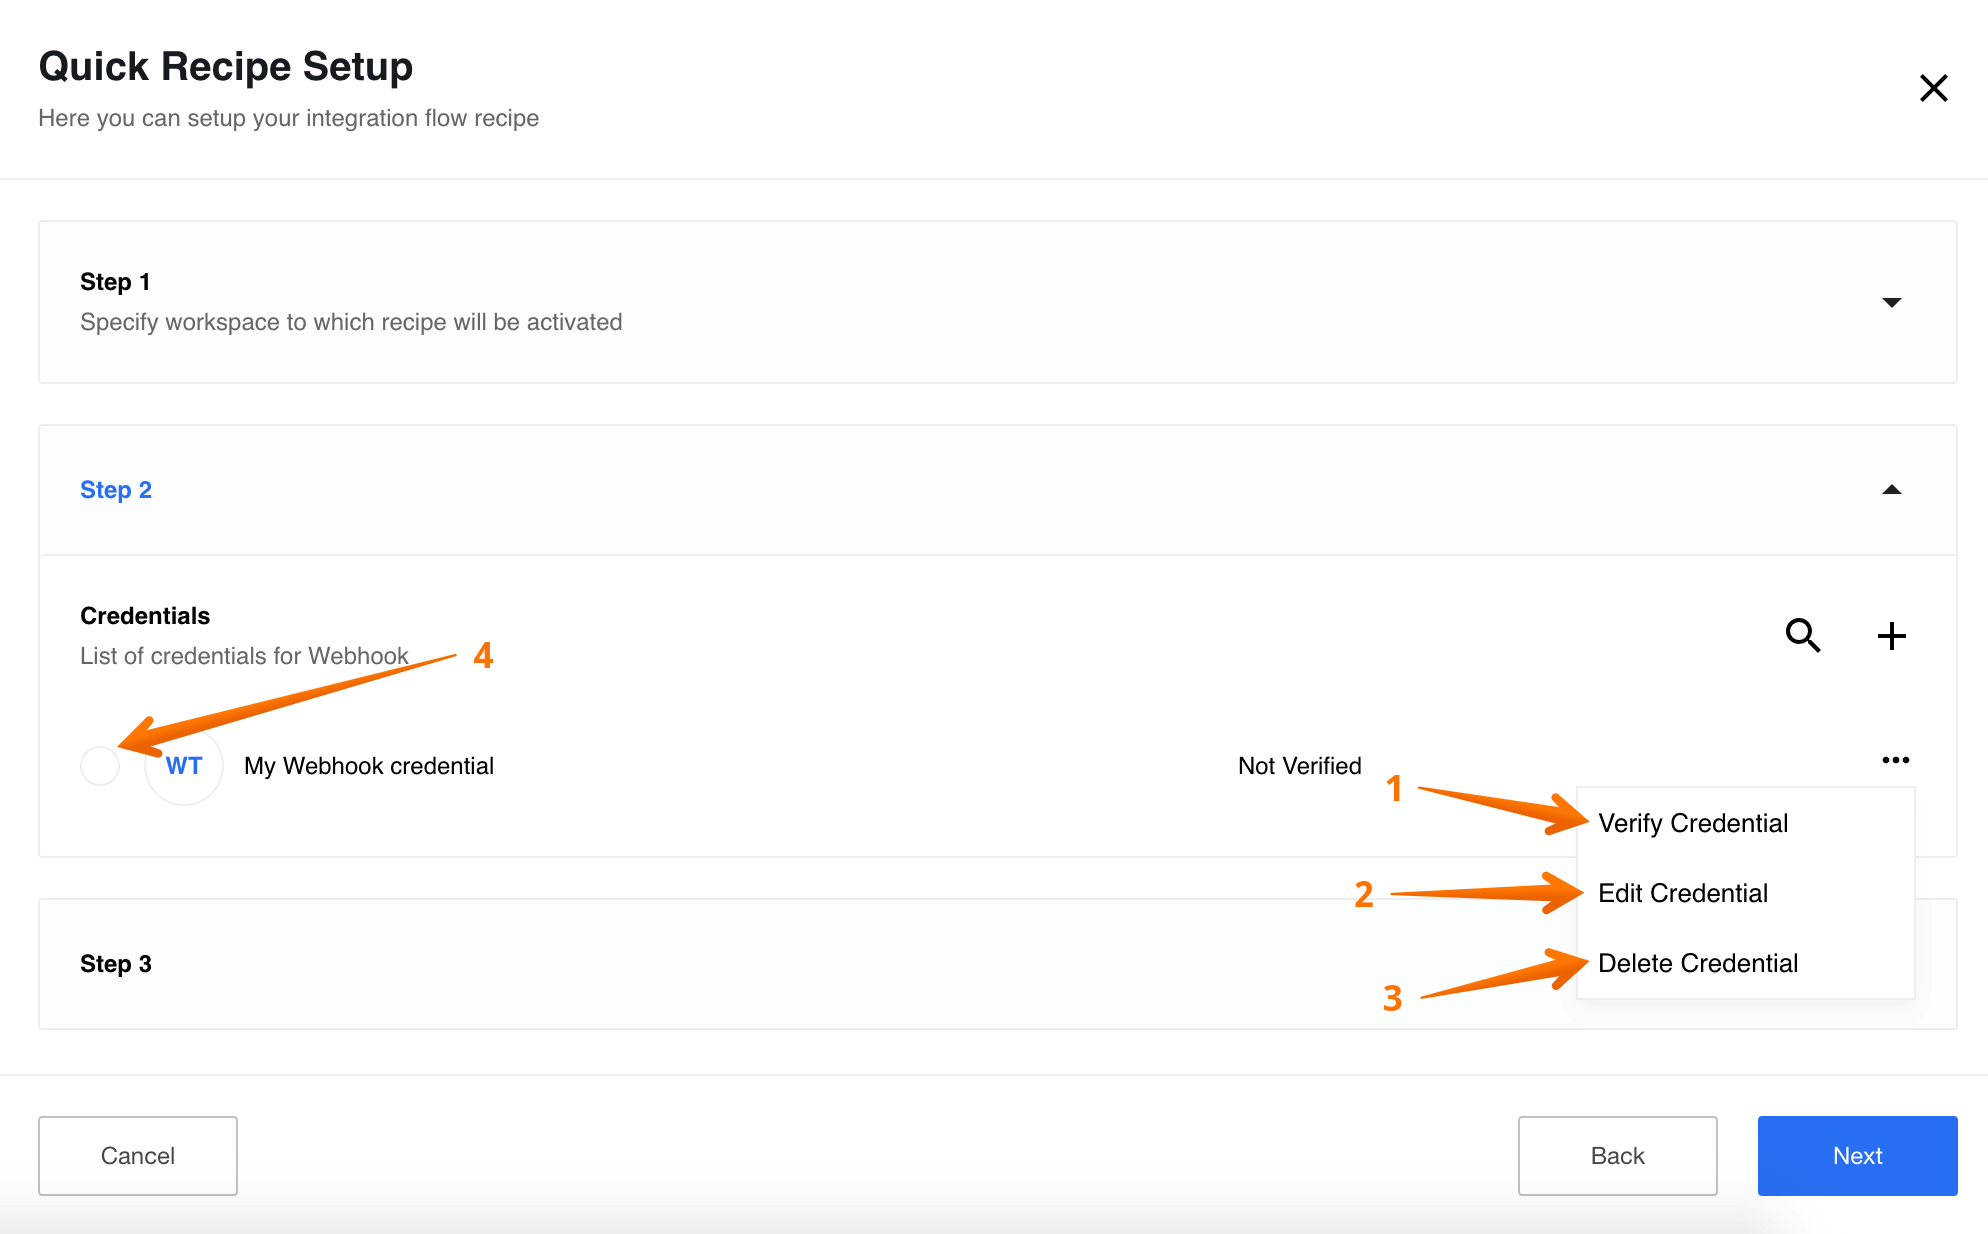 Quick Recipe Setup
Here you can setup your integration flow recipe
Step 1
Specify workspace to which recipe will be activated
Step 2
Credentials
List of credentials for Webhook
4
WT
My Webhook credential
Not Verified
1
Verify Credential
2
Edit Credential
Delete Credential
3
Step 3
Cancel
Back
Next